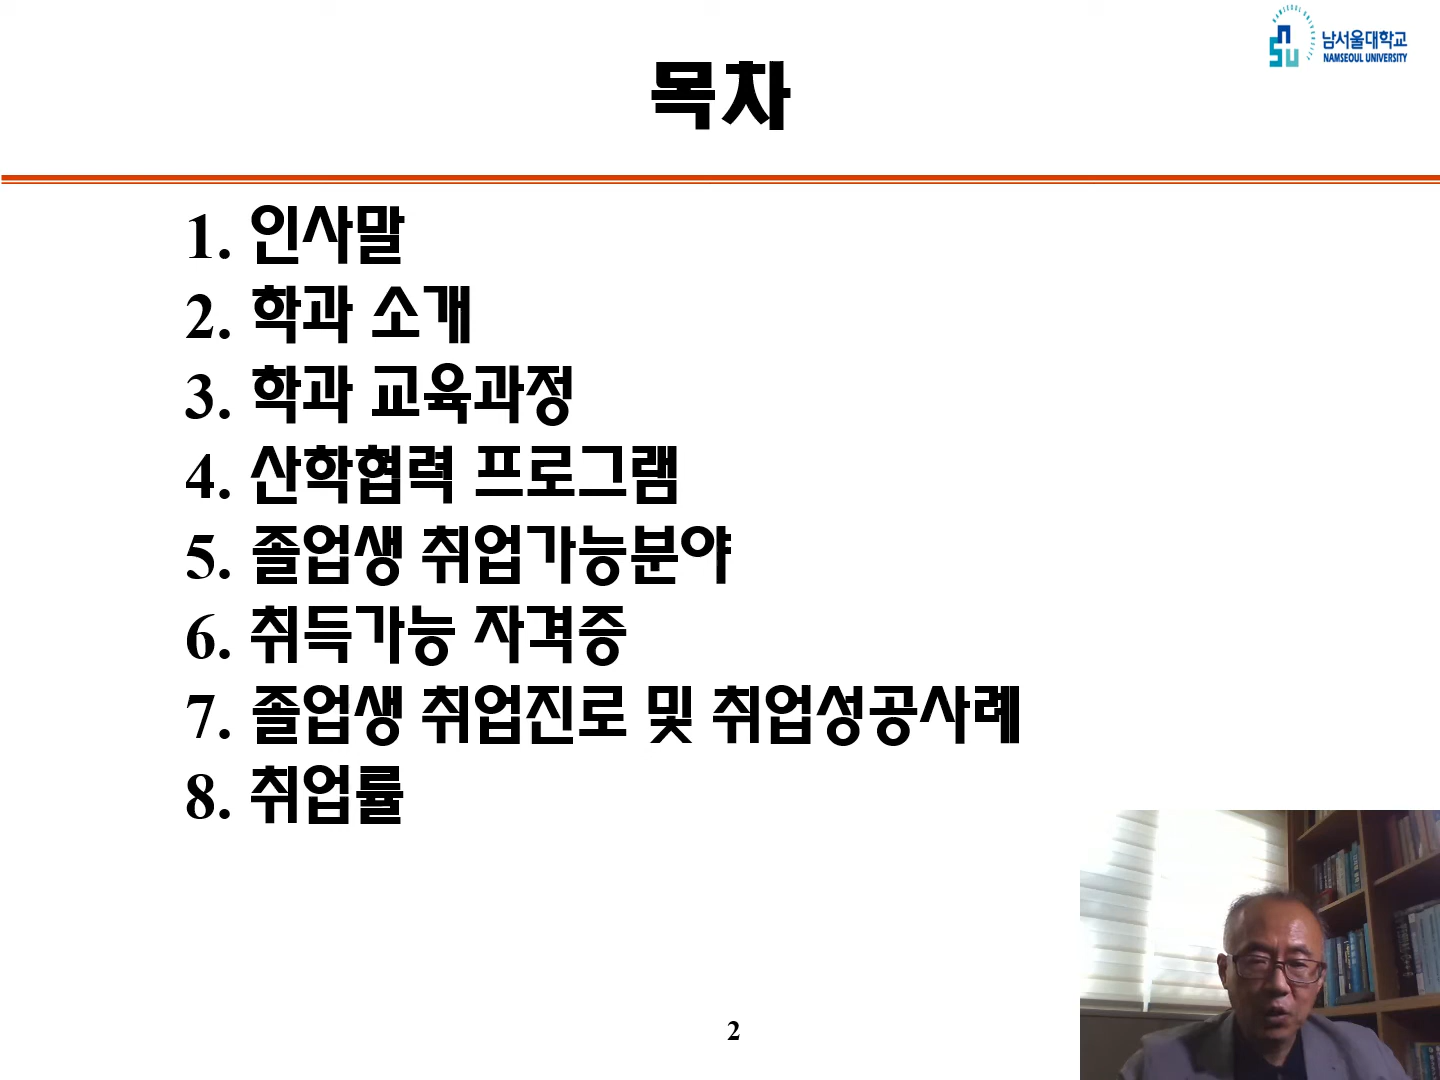 남서울대학교
NAMSEOUL UNIVERSITY
목차
1. 인사말
2. 학과 소개
3. 학과 교육과정
4. 산학협력 프로그램
5. 졸업생 취업가능분야
6. 취득가능 자격증
7. 졸업생 취업진로 및 취업성공사례
8. 취업률
2